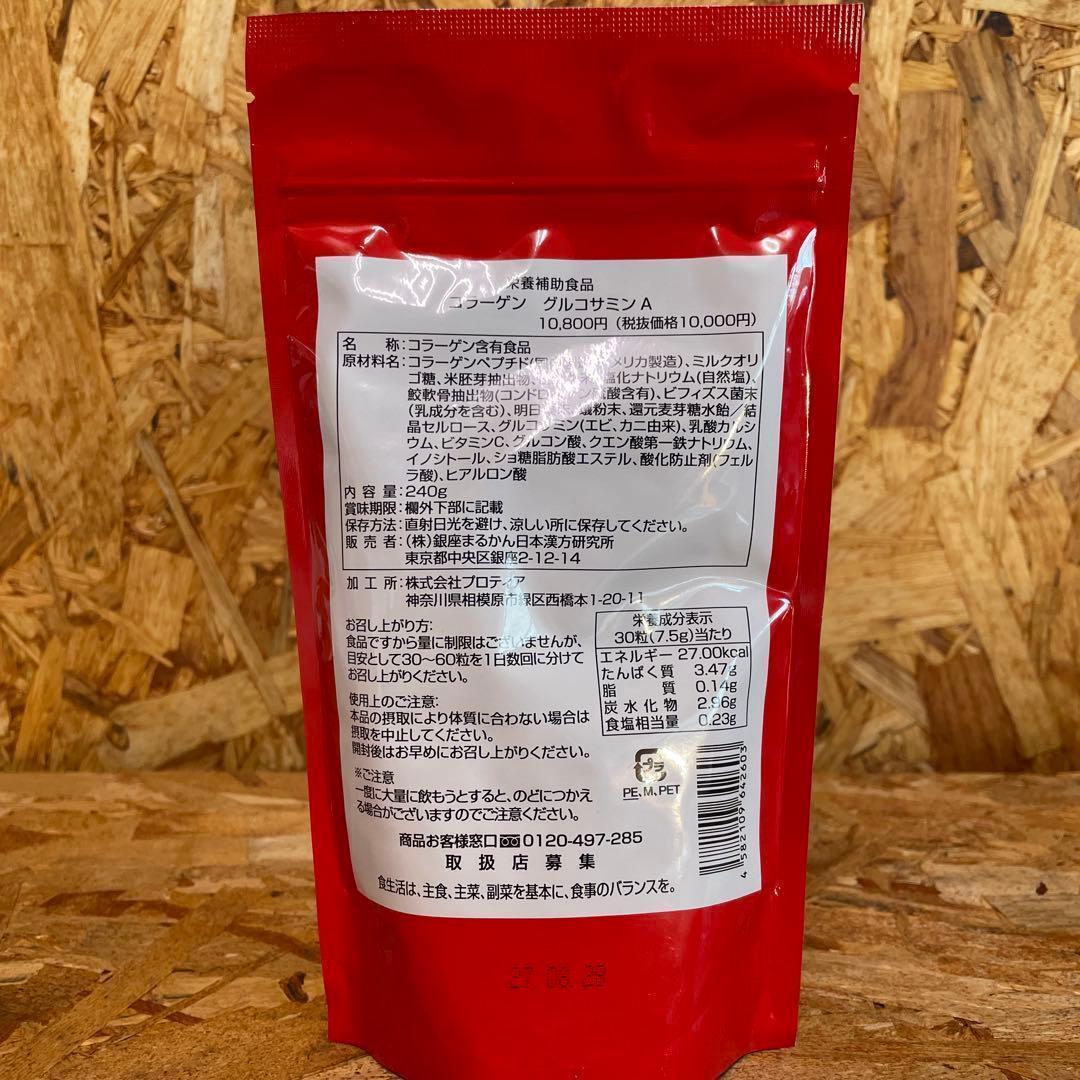 栄養補助食品
コラーゲン グルコサミンA
10,800円(税抜価格10,000円)
名 称:コラーゲン含有食品
原材料名:コラーゲンペプチド メリカ製造)、ミルクオリ
ゴ糖、米胚芽抽出物、 塩化ナトリウム(自然塩)、
鮫軟骨抽出物(コンドロ 硫酸含有)、ビフィズス菌末
(乳成分を含む)、明日 粉末、還元麦芽糖水飴/結
晶セルロース、グルコサミン(エビ、カニ由来)、乳酸カルシ
ウム、ビタミンC、グルコン酸、クエン酸第一鉄ナトリウム、
イノシトール、ショ糖脂肪酸エステル、酸化防止剤(フェル
ラ酸)、ヒアルロン酸
内容量:240g
賞味期限:欄外下部に記載
保存方法:直射日光を避け、涼しい所に保存してください。
販売者:(株)銀座まるかん日本漢方研究所
東京都中央区銀座2-12-14
加工所:株式会社プロティア
神奈川県相模原市緑区西橋本1-20-11
お召し上がり方:
食品ですから量に制限はございませんが、
目安として30〜60粒を1日数回に分けて
お召し上がりください。
使用上のご注意:
本品の摂取により体質に合わない場合は
摂取を中止してください。
開封後はお早めにお召し上がりください。
※ご注意
一度に大量に飲もうとすると、のどにつかえ
る場合がございますのでご注意ください。
栄養成分表示
30粒(7.5g)当たり
エネルギー 27.00kcal
たんぱく質 3.47g
脂質 0.14g
炭水化物 2.96g
食塩相当量 0.23g
プラ
PE、M、PET
4 582109 642603
商品お客様窓口 0120-497-285
取扱店募集
食生活は、主食、主菜、副菜を基本に、食事のバランスを。
27.06.28